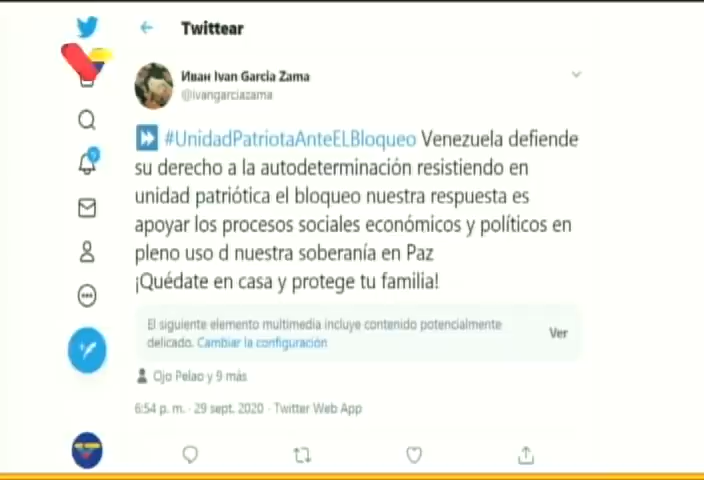 Twittear
Иван Ivan Garcia Zama
@ivangarciazama
#UnidadPatriotaAnteELBloqueo Venezuela defiende
su derecho a la autodeterminación resistiendo en
unidad patriótica el bloqueo nuestra respuesta es
apoyar los procesos sociales económicos y políticos en
pleno uso d nuestra soberanía en Paz
¡Quédate en casa y protege tu familia!
El siguiente elemento multimedia incluye contenido potencialmente
delicado. Cambiar la configuración
Ver
Ojo Pelao y 9 más
6:54 p. m. · 29 sept. 2020 · Twitter Web App